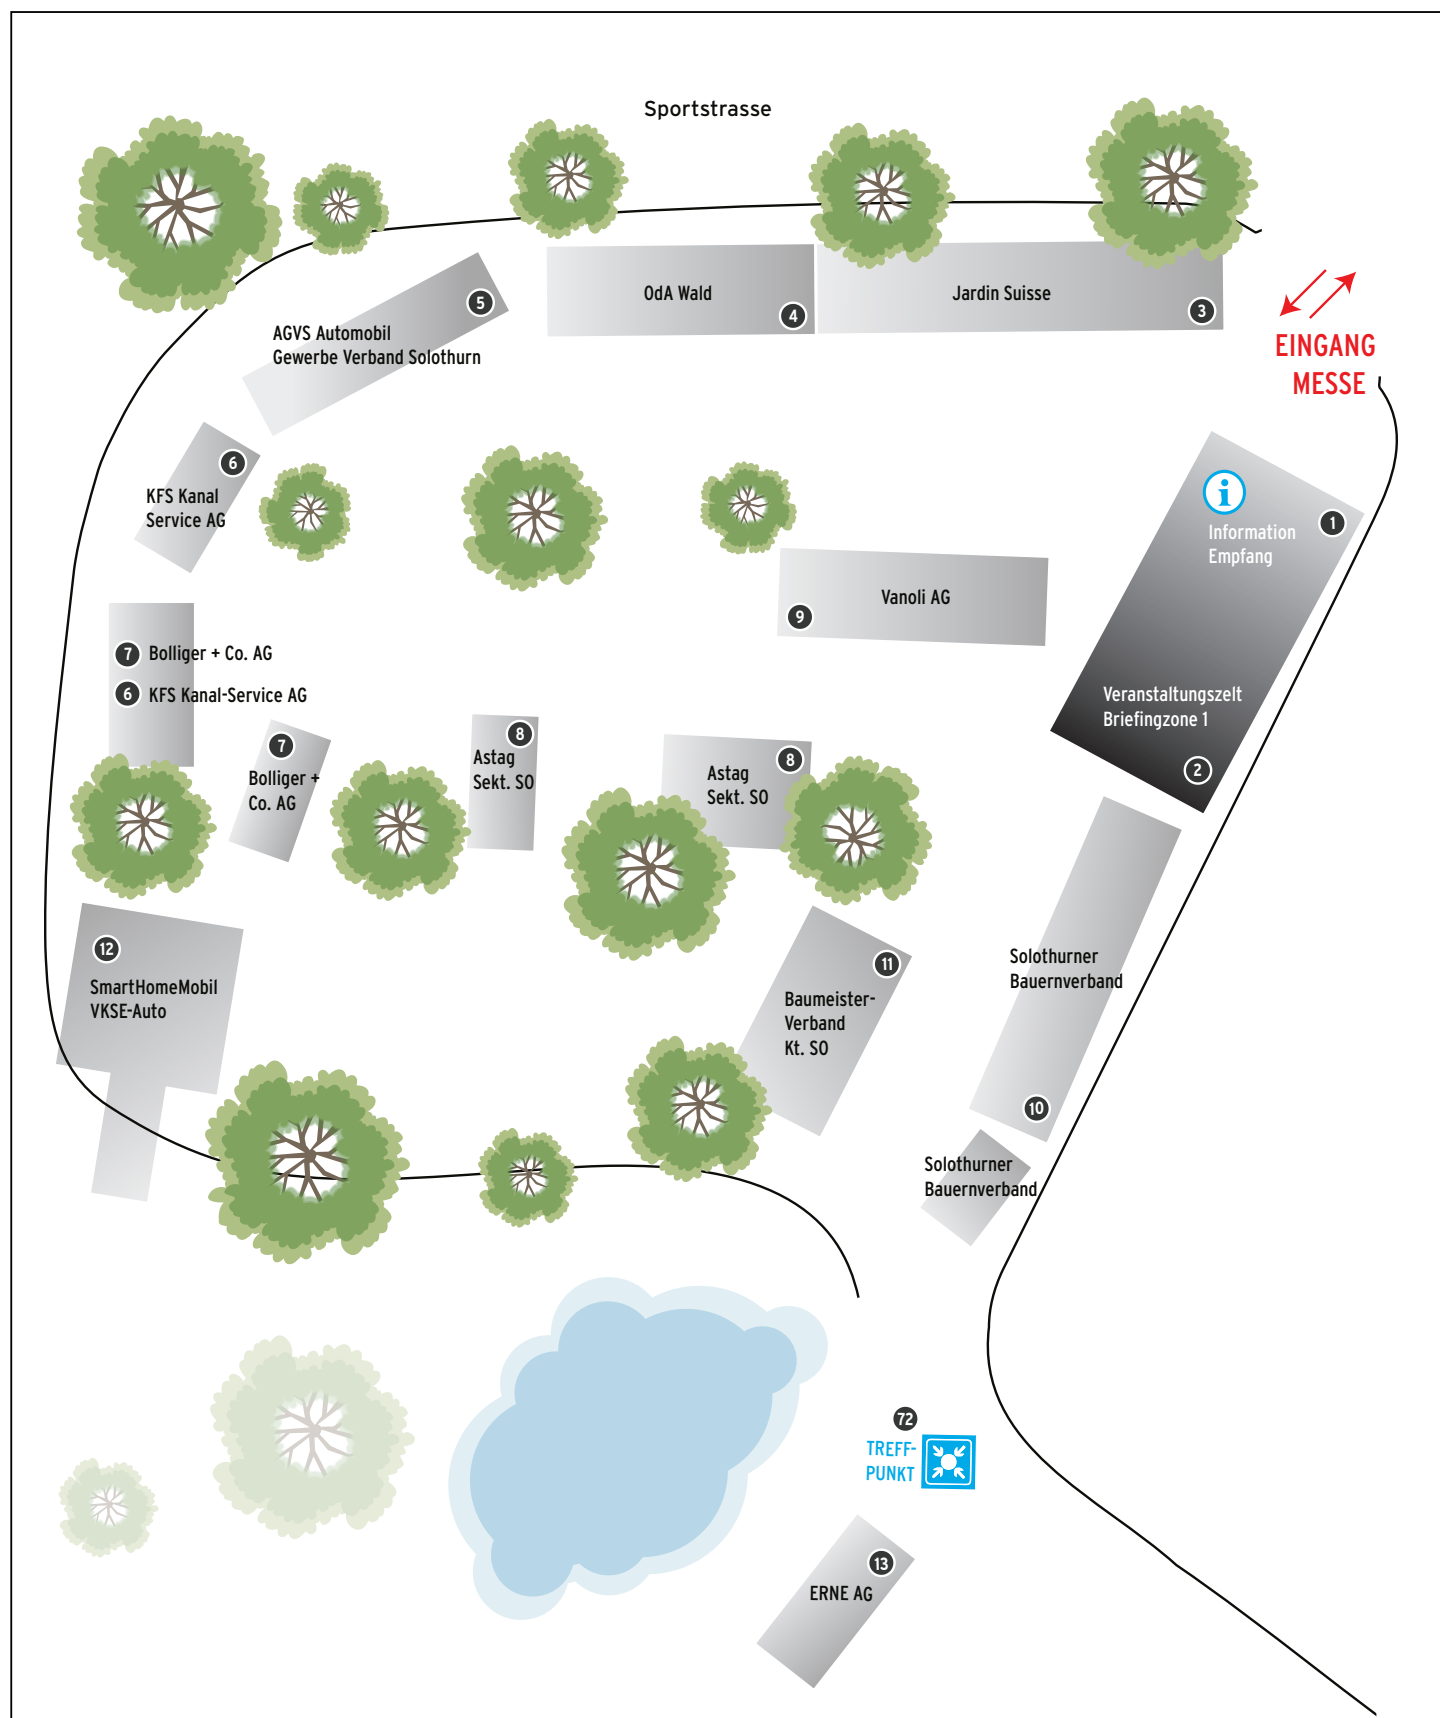 Sportstrasse
OdA Wald
4
Jardin Suisse
3
5
AGVS Automobil
Gewerbe Verband Solothurn
EINGANG
MESSE
6
KFS Kanal
Service AG
i
Information
Empfang
1
Vanoli AG
9
7 Bolliger + Co. AG
6 KFS Kanal-Service AG
Veranstaltungszelt
Briefingzone 1
2
7
Bolliger +
Co. AG
8
Astag
Sekt. SO
8
Astag
Sekt. SO
12
SmartHomeMobil
VKSE-Auto
11
Baumeister-
Verband
Kt. SO
Solothurner
Bauernverband
10
Solothurner
Bauernverband
72
TREFF-
PUNKT
13
ERNE AG